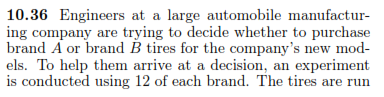 10.36 Engineers at a large automobile manufactur-
ing company are trying to decide whether to purchase
brand A or brand B tires for the company's new mod-
els. To help them arrive at a decision, an experiment
is conducted using 12 of each brand. The tires are run